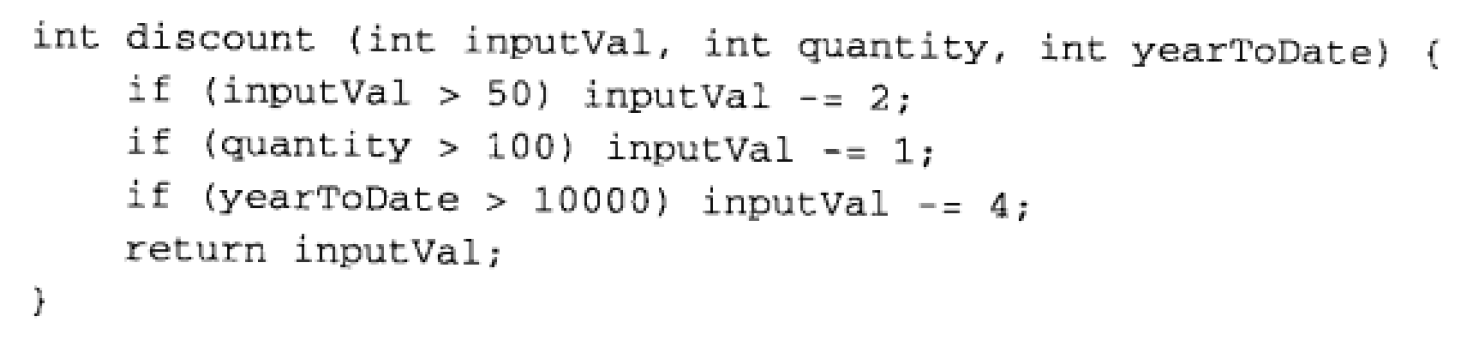 int discount (int inputVal, int quantity, int yearToDate) {
    if (inputVal > 50) inputVal -= 2;
    if (quantity > 100) inputVal -= 1;
    if (yearToDate > 10000) inputVal -= 4;
    return inputVal;
}